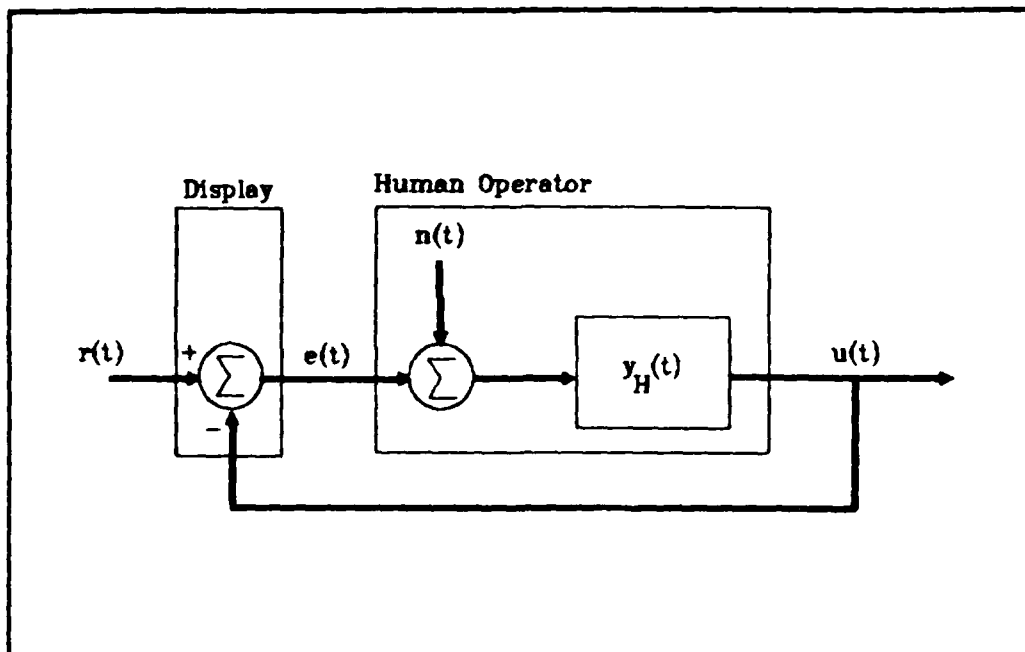 Display
Human Operator
n(t)
r(t)
+
Σ
e(t)
Σ
y_H(t)
u(t)
−